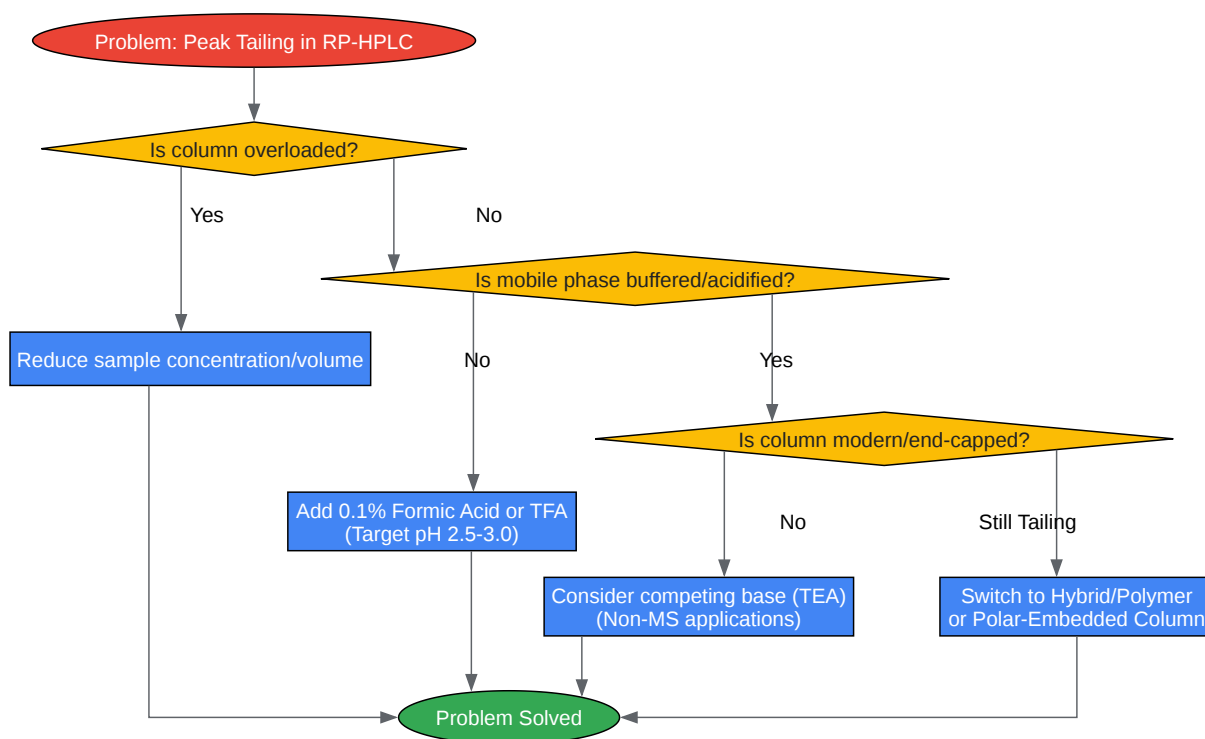 Problem: Peak Tailing in RP-HPLC
Is column overloaded?
Yes
No
Is mobile phase buffered/acidified?
Reduce sample concentration/volume
No
Yes
Is column modern/end-capped?
Add 0.1% Formic Acid or TFA
(Target pH 2.5-3.0)
No
Still Tailing
Consider competing base (TEA)
(Non-MS applications)
Switch to Hybrid/Polymer
or Polar-Embedded Column
Problem Solved